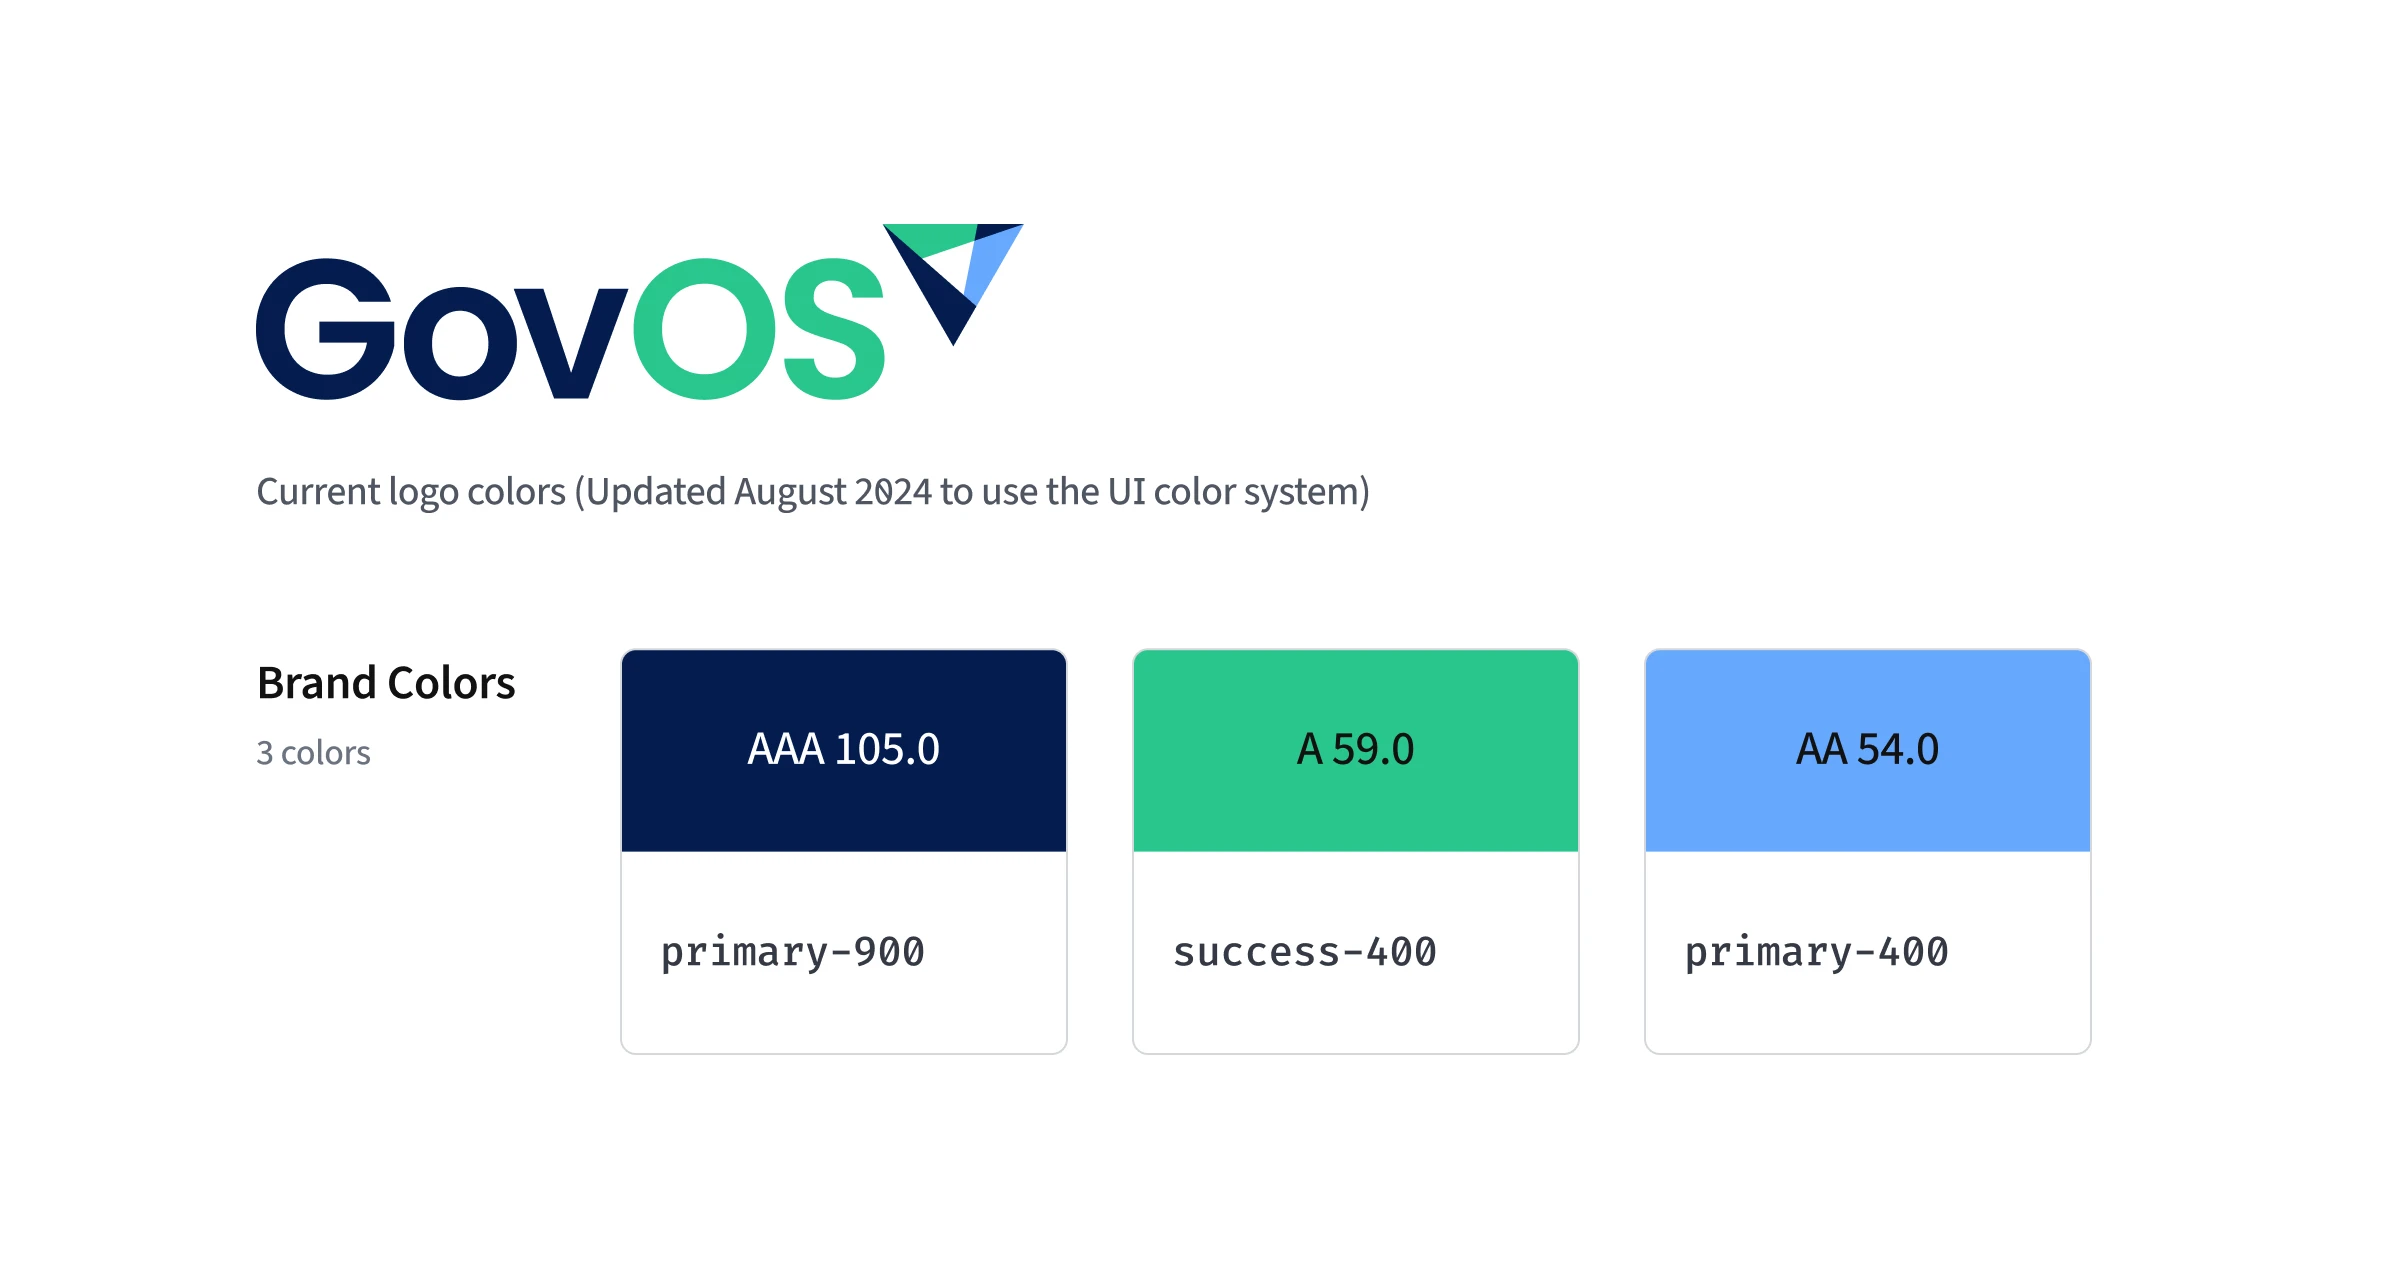 GovOS
Current logo colors (Updated August 2024 to use the UI color system)
Brand Colors
3 colors
AAA 105.0
primary-900
A 59.0
success-400
AA 54.0
primary-400